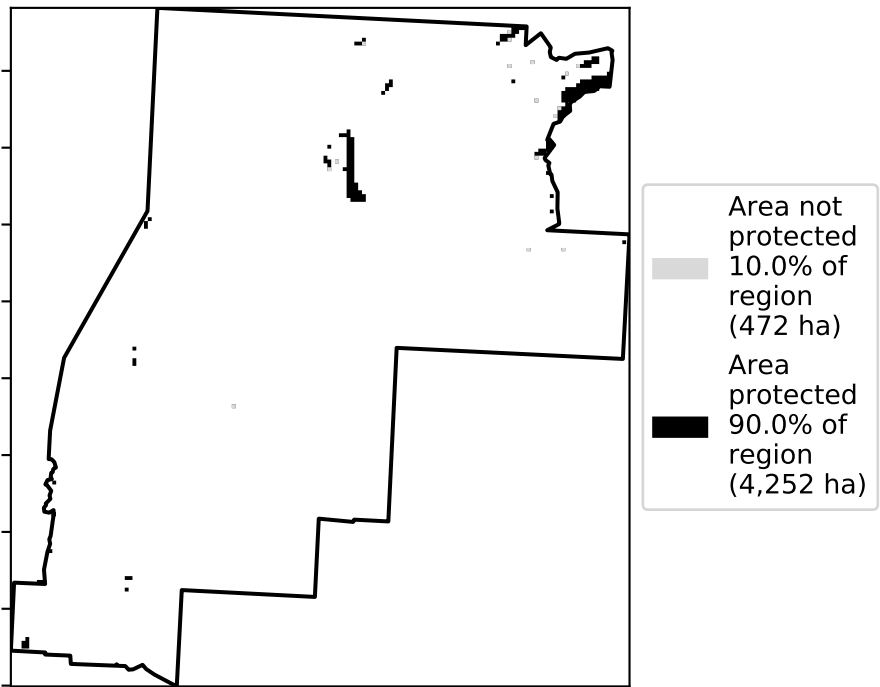 Area not
protected
10.0% of
region
(472 ha)
Area
protected
90.0% of
region
(4,252 ha)